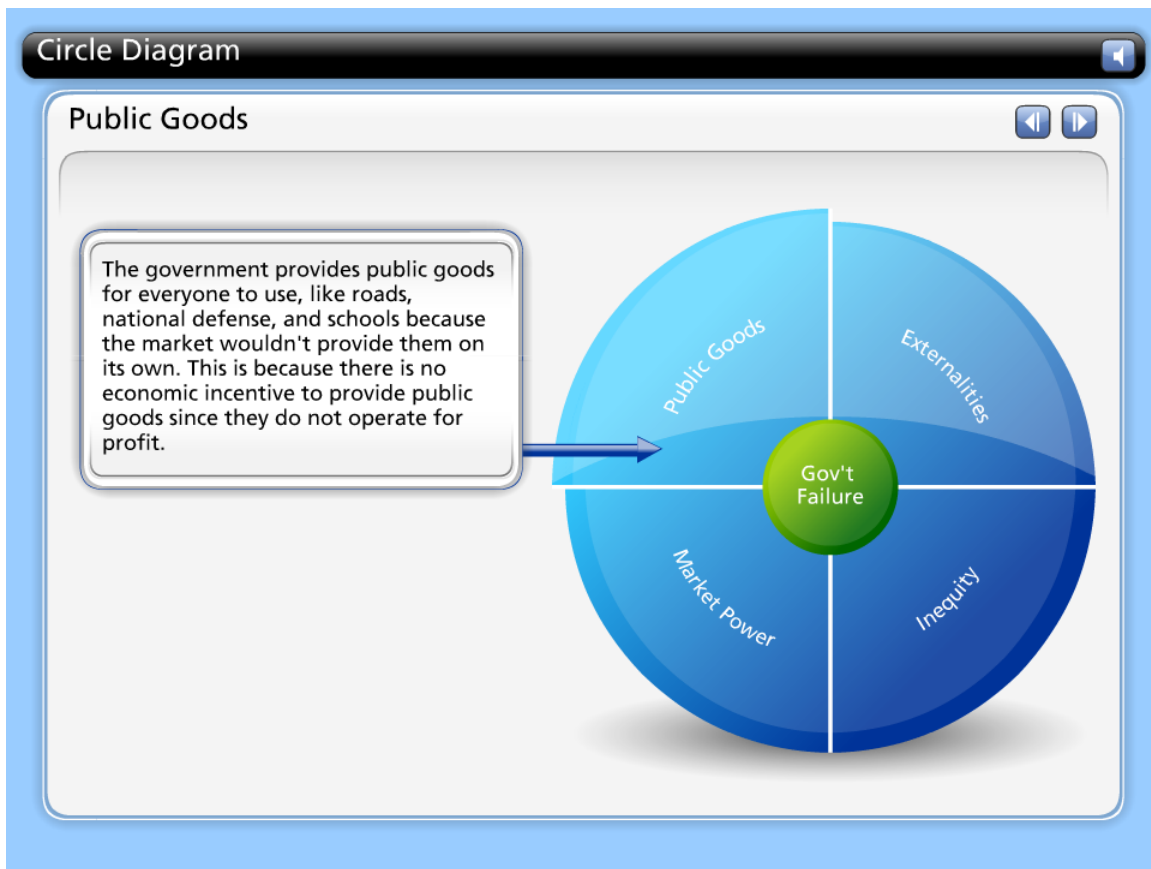 Circle Diagram
Public Goods
The government provides public goods
for everyone to use, like roads,
national defense, and schools because
the market wouldn't provide them on
its own. This is because there is no
economic incentive to provide public
goods since they do not operate for
profit.
Public Goods
Externalities
Gov't
Failure
Market Power
Inequity